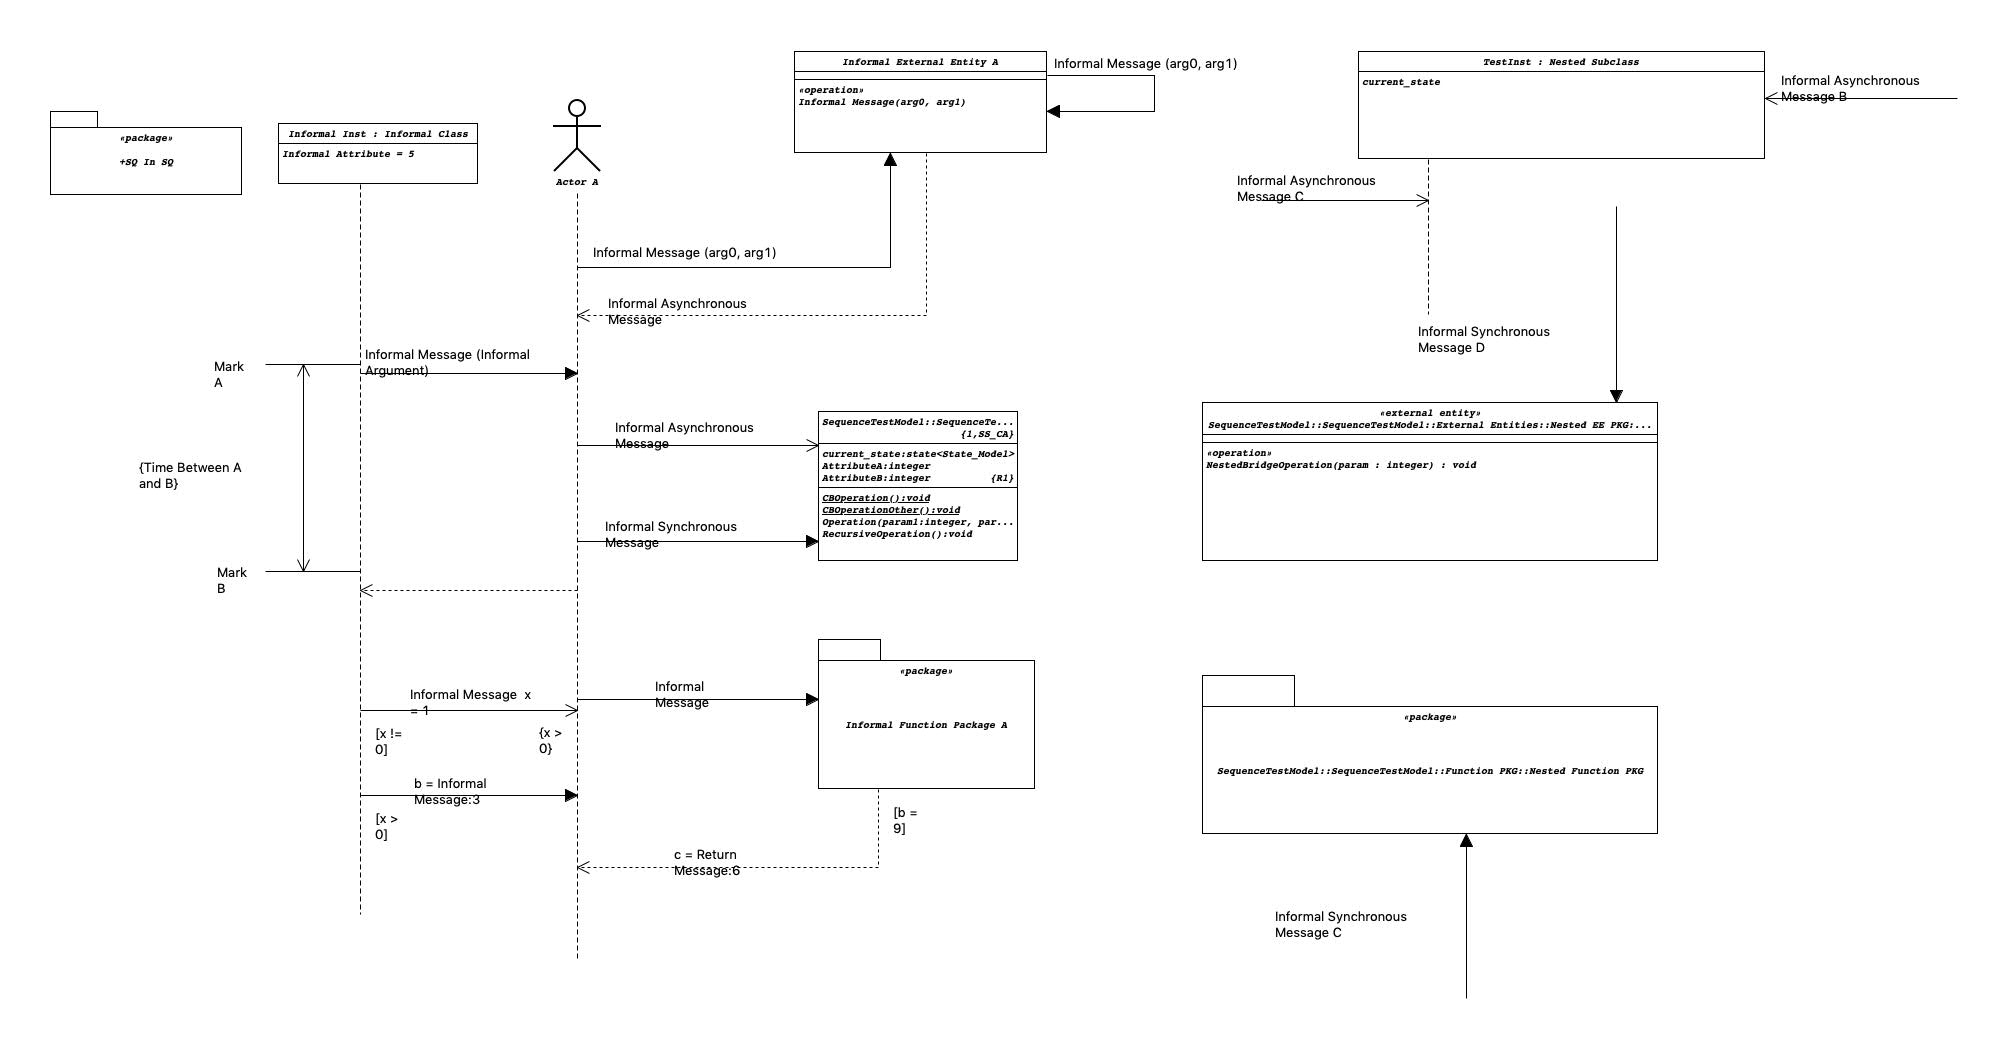 «package»
+SQ In SQ
Informal Inst : Informal Class
Informal Attribute = 5
Actor A
Informal External Entity A
«operation»
Informal Message(arg0, arg1)
Informal Message (arg0, arg1)
TestInst : Nested Subclass
current_state
Informal Asynchronous
Message B
Informal Asynchronous
Message C
Informal Message (arg0, arg1)
Informal Asynchronous
Message
Informal Synchronous
Message D
Mark
A
Informal Message (Informal
Argument)
{Time Between A
and B}
Mark
B
Informal Asynchronous
Message
Informal Synchronous
Message
SequenceTestModel::SequenceTe...
{1,SS_CA}
current_state:state<State_Model>
AttributeA:integer
AttributeB:integer {R1}
CBOperation():void
CBOperationOther():void
Operation(param1:integer, par...
RecursiveOperation():void
«external entity»
SequenceTestModel::SequenceTestModel::External Entities::Nested EE PKG:...
«operation»
NestedBridgeOperation(param : integer) : void
Informal Message  x
= 1
[x !=
0]
{x >
0}
Informal
Message
b = Informal
Message:3
[x >
0]
«package»
Informal Function Package A
[b =
9]
c = Return
Message:6
«package»
SequenceTestModel::SequenceTestModel::Function PKG::Nested Function PKG
Informal Synchronous
Message C